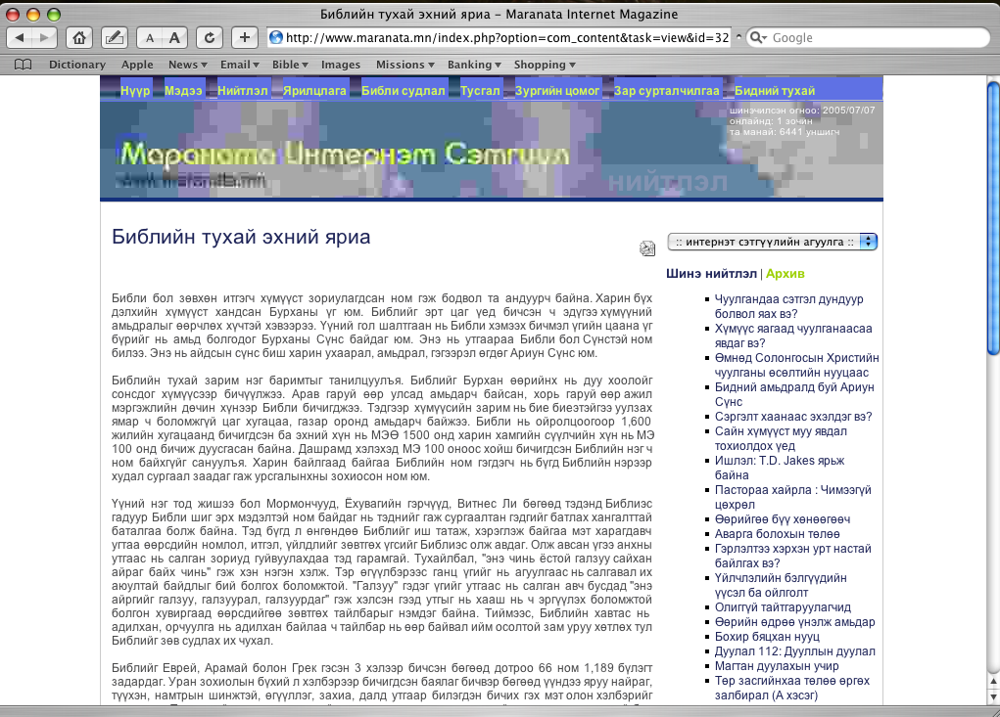 Библийн тухай эхний яриа – Maranata Internet Magazine
A A http://www.maranata.mn/index.php?option=com_content&task=view&id=32 Google
Dictionary Apple News Email Bible Images Missions Banking Shopping
Нүүр Мэдээ Нийтлэл Ярилцлага Библи судлал Тусгал Зургийн цомог Зар сурталчилгаа Бидний тухай
шинэчилсэн огноо: 2005/07/07
онлайнд: 1 зочин
та манай: 6441 уншигч
Мараната Интернэт Сэтгүүл
www.maranata.mn
нийтлэл
Библийн тухай эхний яриа
Библи бол зөвхөн итгэгч хүмүүст зориулагдсан ном гэж бодвол та андуурч байна. Харин бүх
дэлхийн хүмүүст хандсан Бурханы үг юм. Библийг эрт цаг үед бичсэн ч эдүгээ хүмүүний
амьдралыг өөрчлөх хүчтэй хэвээрээ. Үүний гол шалтгаан нь Библи хэмээх бичмэл үгийн цаана үг
бүрийг нь амьд болгодог Бурханы Сүнс байдаг юм. Энэ нь утгаараа Библи бол Сүнстэй ном
билээ. Энэ нь айдсын сүнс биш харин ухаарал, амьдрал, гэгээрэл өгдөг Ариун Сүнс юм.
Библийн тухай зарим нэг баримтыг танилцуулъя. Библийг Бурхан өөрийнх нь дуу хоолойг
сонсдог хүмүүсээр бичүүлжээ. Арав гаруй өөр улсад амьдарч байсан, хорь гаруй өөр ажил
мэргэжлийн дөчин хүнээр Библи бичигджээ. Тэдгээр хүмүүсийн зарим нь бие биетэйгээ уулзах
ямар ч боломжгүй цаг хугацаа, газар оронд амьдарч байжээ. Библи нь ойролцоогоор 1,600
жилийн хугацаанд бичигдсэн ба эхний хүн нь МЭӨ 1500 онд харин хамгийн сүүлчийн хүн нь МЭ
100 онд бичиж дуусгасан байна. Дашрамд хэлэхэд МЭ 100 оноос хойш бичигдсэн Библийн нэг ч
ном байхгүйг сануулъя. Харин байлгаад байгаа Библийн ном гэгдэгч нь бүгд Библийн нэрээр
худал сургаал заадаг гаж урсгалынхны зохиосон ном юм.
Үүний нэг тод жишээ бол Мормончууд, Ёхувагийн гэрчүүд, Витнес Ли бөгөөд тэдэнд Библиэс
гадуур Библи шиг эрх мэдэлтэй ном байдаг нь тэднийг гаж сургаалтан гэдгийг батлах хангалттай
баталгаа болж байна. Тэд бүгд л өнгөндөө Библийг иш татаж, хэрэглэж байгаа мэт харагдавч
угтаа өөрсдийн номлол, итгэл, үйлдлийг зөвтгөх үгсийг Библиэс олж авдаг. Олж авсан үгээ анхны
утгаас нь салган зориуд гуйвуулахдаа тэд гарамгай. Тухайлбал, "энэ чинь ёстой галзуу сайхан
айраг байх чинь" гэж хэн нэгэн хэлж. Тэр өгүүлбэрээс ганц үгийг нь агуулгаас нь салгавал их
аюултай байдлыг бий болгох боломжтой. "Галзуу" гэдэг үгийг утгаас нь салган авч бусдад "энэ
айргийг галзуу, галзуурал, галзуурдаг" гэж хэлсэн гээд утгыг нь хааш нь ч эргүүлэх боломжтой
болгон хувиргаад өөрсдийгөө зөвтгөх тайлбарыг нэмдэг байна. Тиймээс, Библийн хавтас нь
адилхан, орчуулга нь адилхан байлаа ч тайлбар нь өөр байвал ийм осолтой зам уруу хөтлөх тул
Библийг зөв судлах их чухал.
Библийг Еврей, Арамай болон Грек гэсэн 3 хэлээр бичсэн бөгөөд дотроо 66 ном 1,189 бүлэгт
задардаг. Уран зохиолын бүхий л хэлбэрээр бичигдсэн баялаг бичвэр бөгөөд үүндээ яруу найраг,
түүхэн, намтрын шинжтэй, өгүүллэг, захиа, далд утгаар билэгдэн бичих гэх мэт олон хэлбэрийг
:: интернэт сэтгүүлийн агуулга ::
Шинэ нийтлэл | Архив
Чуулгандаа сэтгэл дундуур
болвол яах вэ?
Хүмүүс яагаад чуулганаасаа
явдаг вэ?
Өмнөд Солонгосын Христийн
чуулганы өсөлтийн нууцаас
Бидний амьдралд буй Ариун
Сүнс
Сэргэлт хаанаас эхэлдэг вэ?
Сайн хүмүүст муу явдал
тохиолдох үед
Ишлэл: T.D. Jakes ярьж
байна
Пастораа хайрла : Чимээгүй
цөхрөл
Өөрийгөө бүү хөнөөгөөч
Аварга болохын төлөө
Гэрлэлтээ хэрхэн урт настай
байлгах вэ?
Үйлчлэлийн бэлгүүдийн
үүсэл ба ойлголт
Олиггүй тайтгаруулагчид
Өөрийн өдрөө үнэлж амьдар
Бохир бяцхан нууц
Дуулал 112: Дууллын дуулал
Магтан дуулахын учир
Төр засгийнхаа төлөө өргөх
залбирал (А хэсэг)